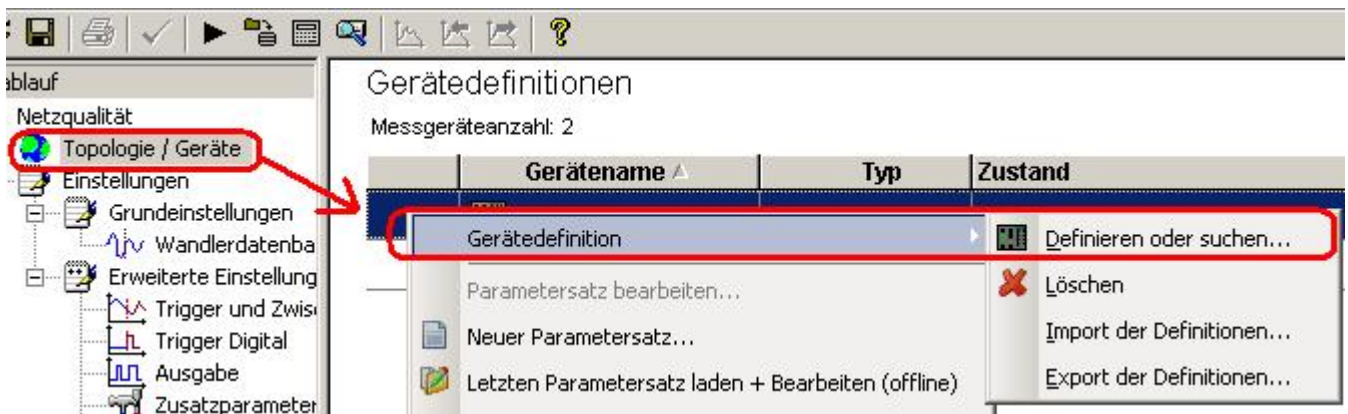 ablauf
Netzqualität
Topologie / Geräte
Einstellungen
Grundeinstellungen
Wandlerdatenba
Erweiterte Einstellung
Trigger und Zwis
Trigger Digital
Ausgabe
Zusatzparameter
Gerätedefinitionen
Messgeräteanzahl: 2
Gerätename Typ Zustand
Gerätedefinition
Parametersatz bearbeiten...
Neuer Parametersatz...
Letzten Parametersatz laden + Bearbeiten (offline)
Definieren oder suchen...
Löschen
Import der Definitionen...
Export der Definitionen...